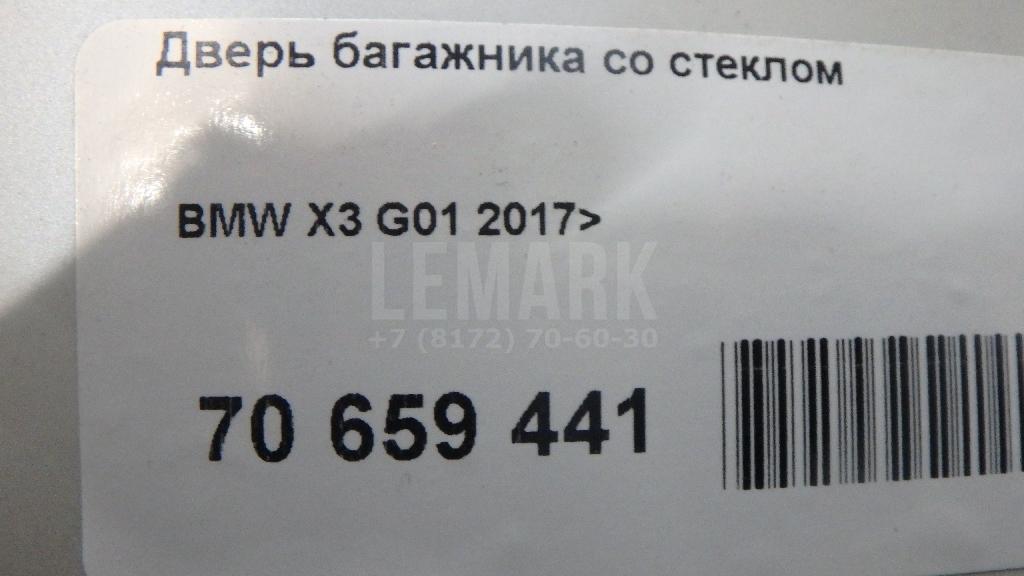 Дверь багажника со стеклом
BMW X3 G01 2017>
LEMARK
+7 (8172) 70-60-30
70 659 441